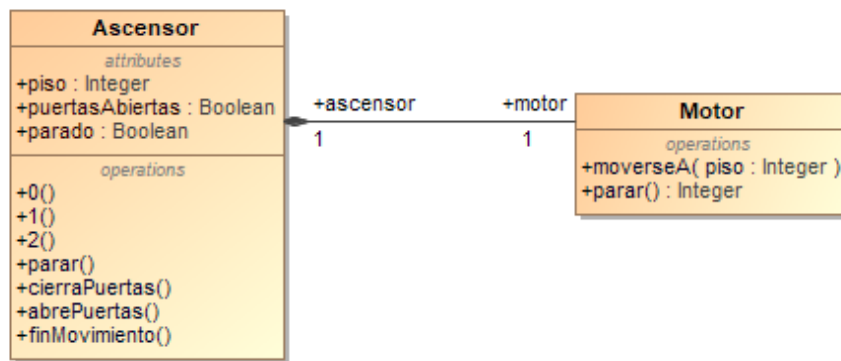 Ascensor
attributes
+piso : Integer
+puertasAbiertas : Boolean
+parado : Boolean
operations
+0()
+1()
+2()
+parar()
+cierraPuertas()
+abrePuertas()
+finMovimiento()
+ascensor
1
+motor
1
Motor
operations
+moverseA( piso : Integer )
+parar() : Integer